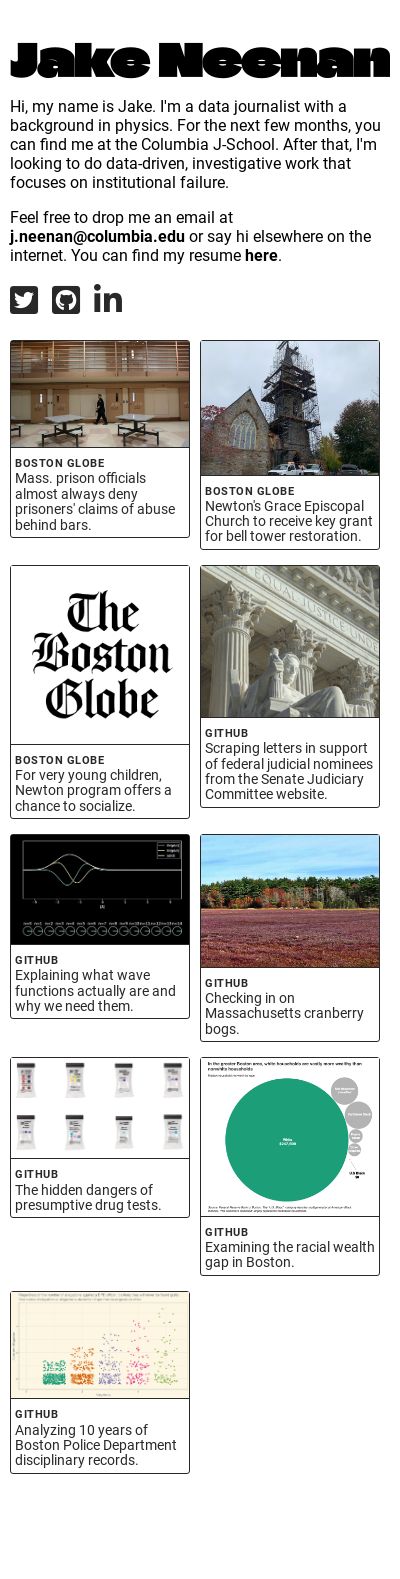 Jake Neenan
Hi, my name is Jake. I'm a data journalist with a
background in physics. For the next few months, you
can find me at the Columbia J-School. After that, I'm
looking to do data-driven, investigative work that
focuses on institutional failure.
Feel free to drop me an email at
j.neenan@columbia.edu or say hi elsewhere on the
internet. You can find my resume here.
in
BOSTON GLOBE
Mass. prison officials
almost always deny
prisoners' claims of abuse
behind bars.
BOSTON GLOBE
Newton's Grace Episcopal
Church to receive key grant
for bell tower restoration.
The
Boston
Globe
BOSTON GLOBE
For very young children,
Newton program offers a
chance to socialize.
EQUAL JUSTICE UNDE
GITHUB
Scraping letters in support
of federal judicial nominees
from the Senate Judiciary
Committee website.
GITHUB
Explaining what wave
functions actually are and
why we need them.
GITHUB
Checking in on
Massachusetts cranberry
bogs.
GITHUB
The hidden dangers of
presumptive drug tests.
In the greater Boston area, white households are vastly more wealthy than
nonwhite households
White
$247,500
U.S Black
$8
GITHUB
Examining the racial wealth
gap in Boston.
GITHUB
Analyzing 10 years of
Boston Police Department
disciplinary records.